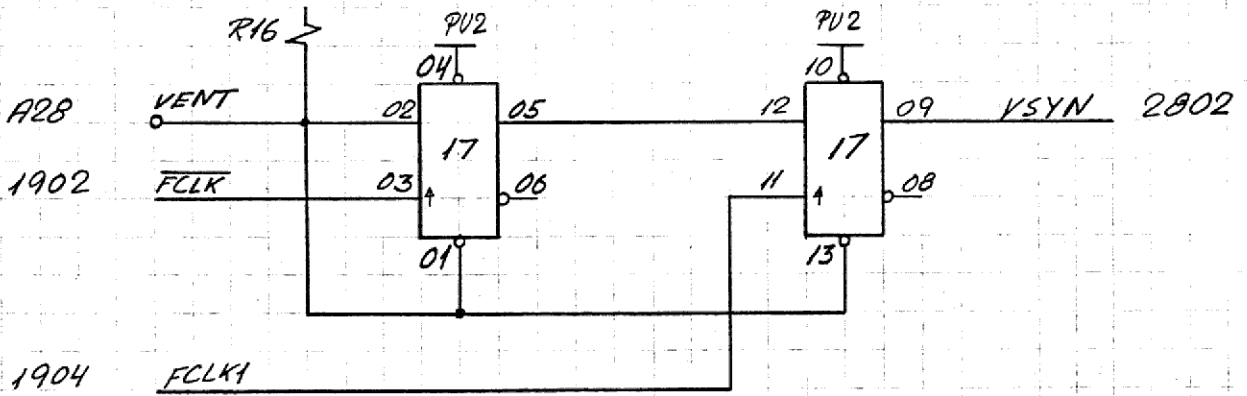 R16 PU2 PU2
04 10
A28 VENT 02 05 12 09 VSYN 2802
17 17
1902 FCLK 03 06 11 08
01 13
1904 FCLK1